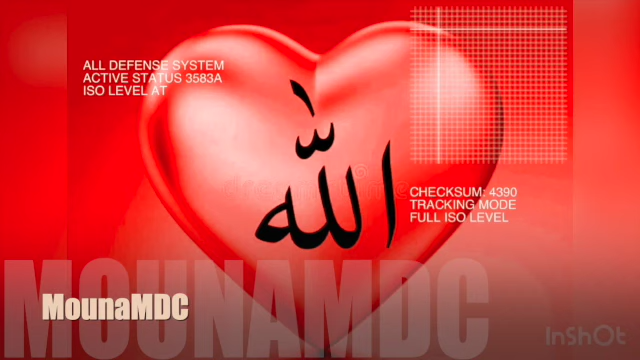 ALL DEFENSE SYSTEM
ACTIVE STATUS 3583A
ISO LEVEL AT
الله
CHECKSUM: 4390
TRACKING MODE
FULL ISO LEVEL
MOUNAMDC
MounaMDC
InShOt